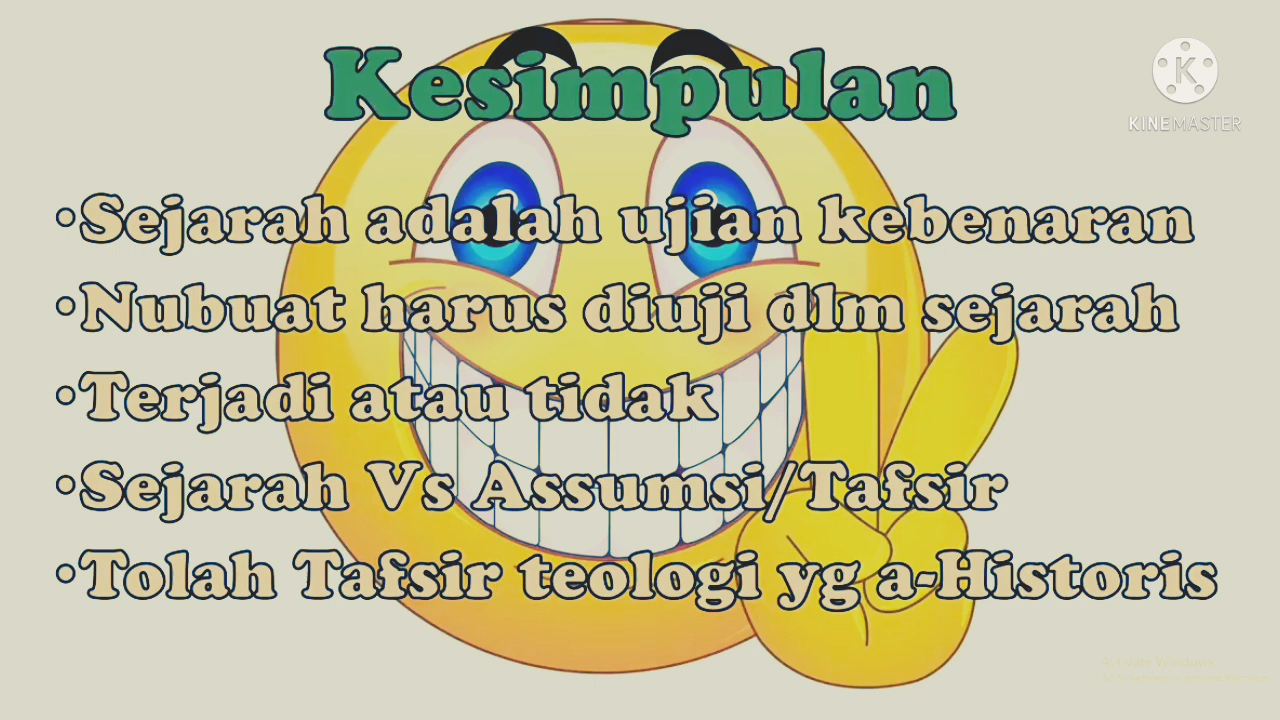 Kesimpulan
KINEMASTER
•Sejarah adalah ujian kebenaran
•Nubuat harus diuji dlm sejarah
•Terjadi atau tidak
•Sejarah Vs Assumsi/Tafsir
•Tolah Tafsir teologi yg a-Historis